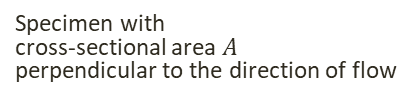 Specimen with
cross-sectional area A
perpendicular to the direction of flow